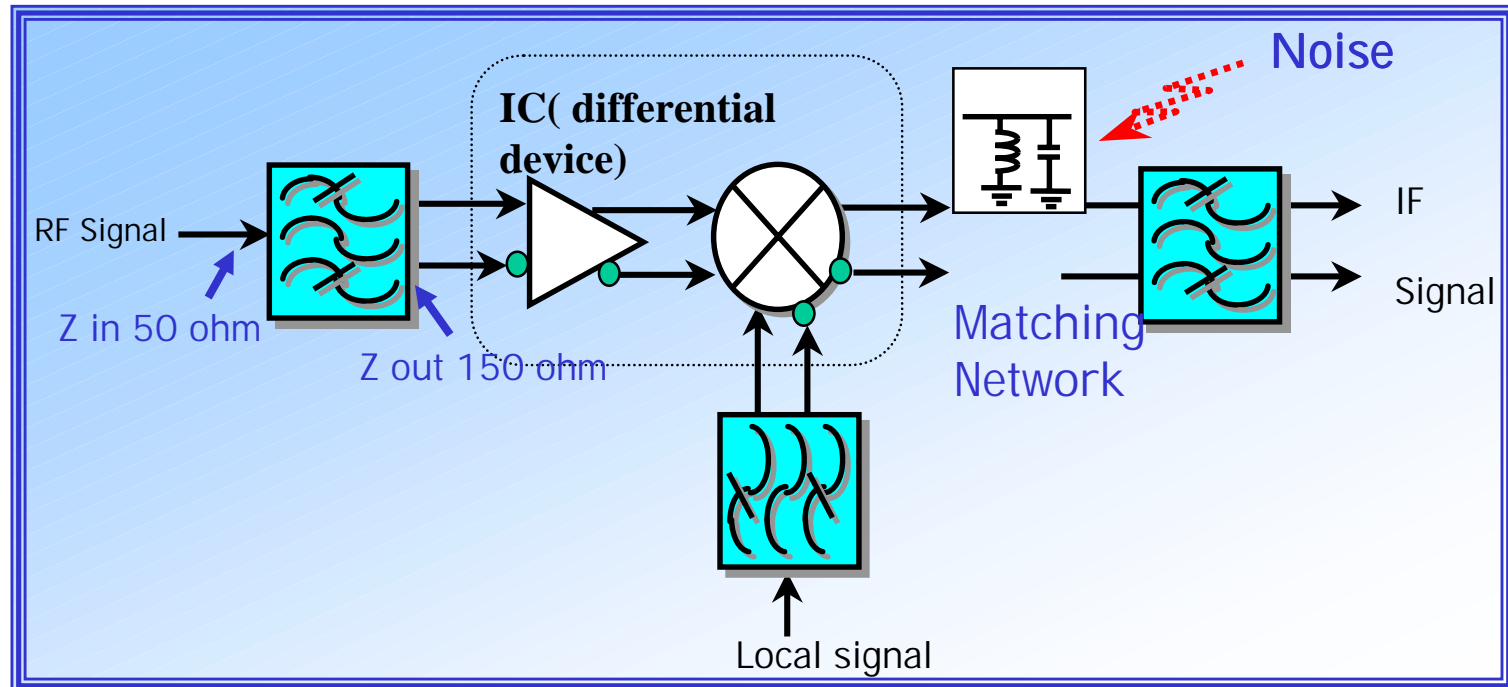 Noise
IC( differential
device)
RF Signal
IF
Signal
Z in 50 ohm
Z out 150 ohm
Matching
Network
Local signal